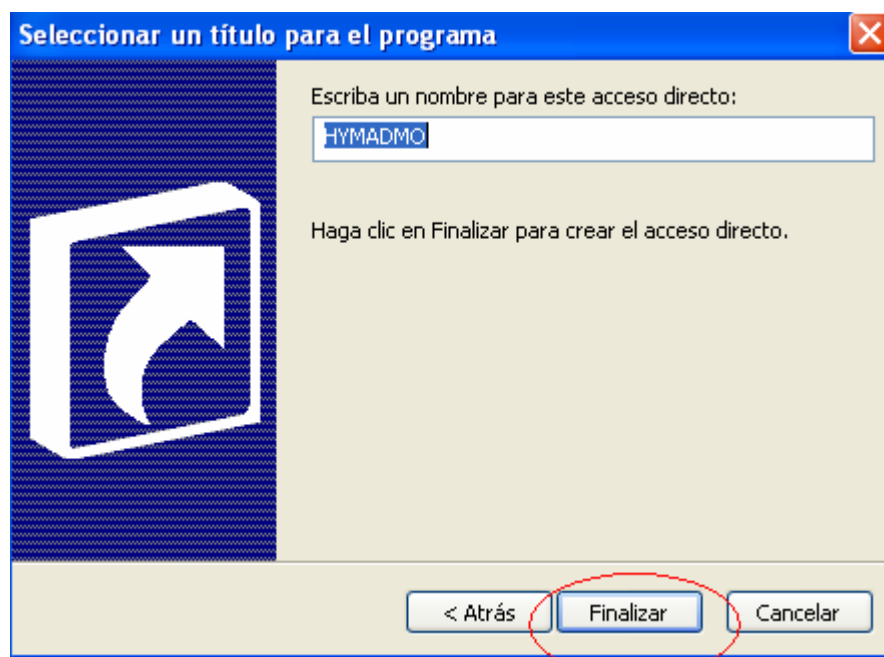 Seleccionar un título para el programa
Escriba un nombre para este acceso directo:
HYMADMO
Haga clic en Finalizar para crear el acceso directo.
< Atrás Finalizar Cancelar